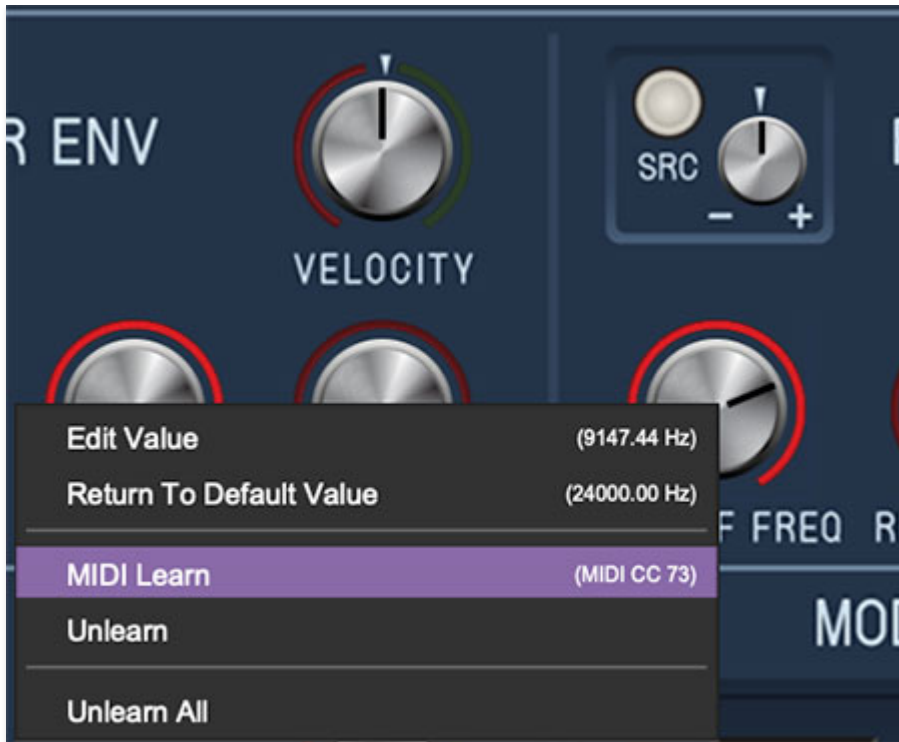 R ENV
SRC
- +
VELOCITY
Edit Value (9147.44 Hz)
Return To Default Value (24000.00 Hz)
F FREQ R
MIDI Learn (MIDI CC 73)
Unlearn
MOD
Unlearn All